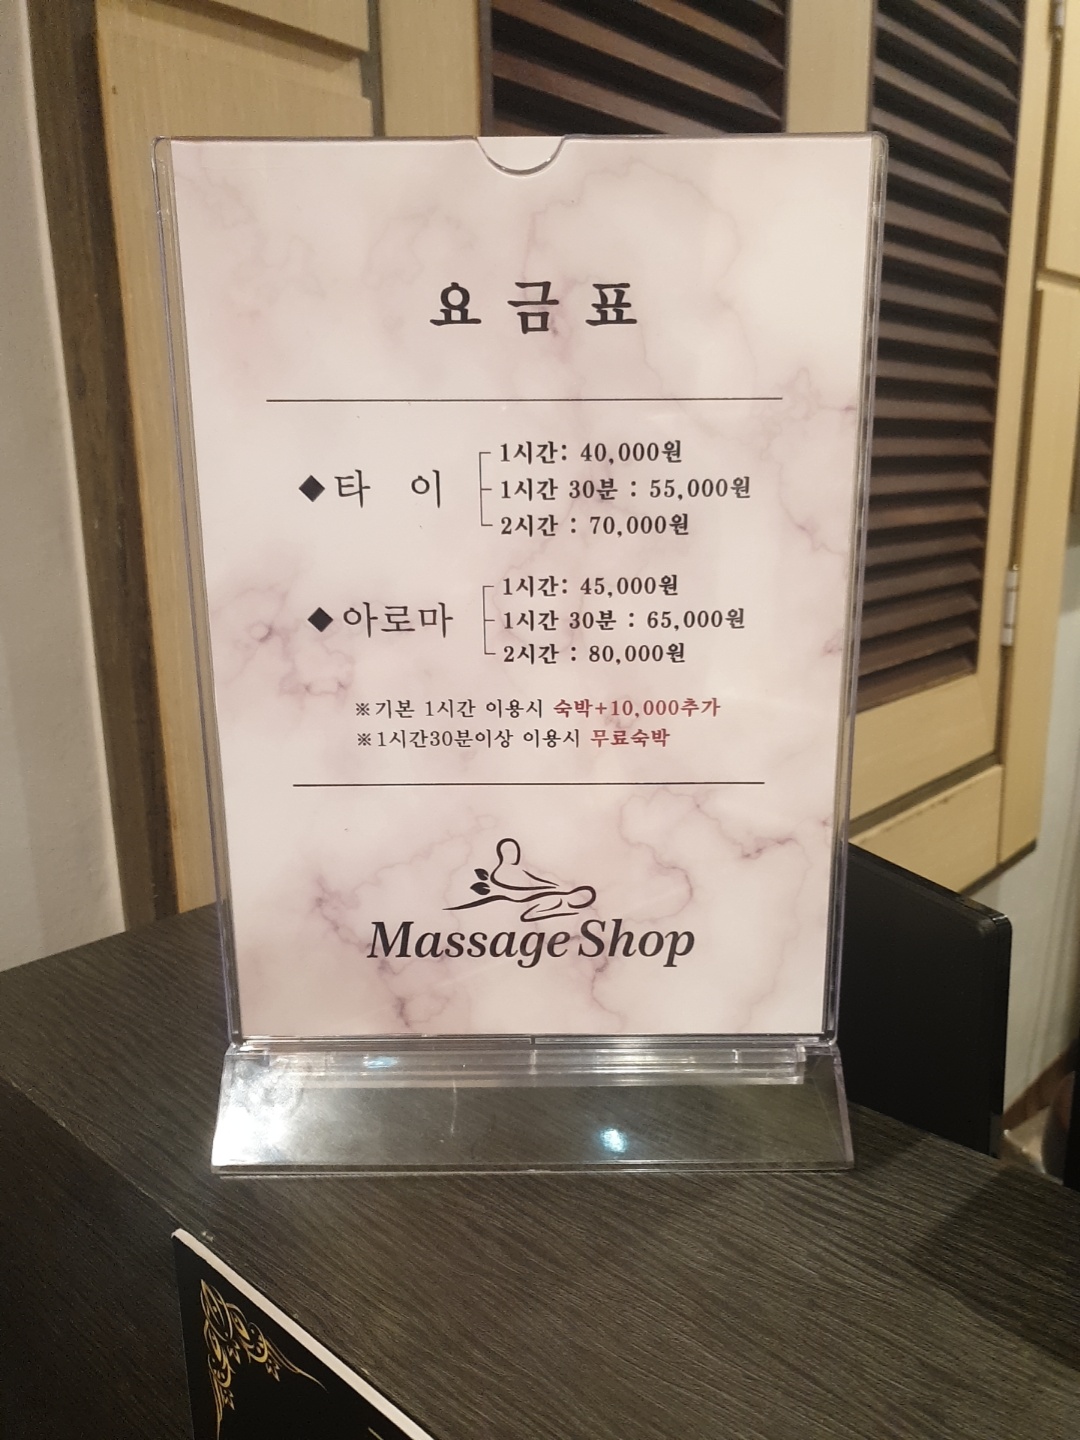 요금표
◆타 이
1시간: 40,000원
1시간 30분 : 55,000원
2시간 : 70,000원
◆아로마
1시간: 45,000원
1시간 30분 : 65,000원
2시간 : 80,000원
※기본 1시간 이용시 숙박+10,000추가
※1시간30분이상 이용시 무료숙박
Massage Shop